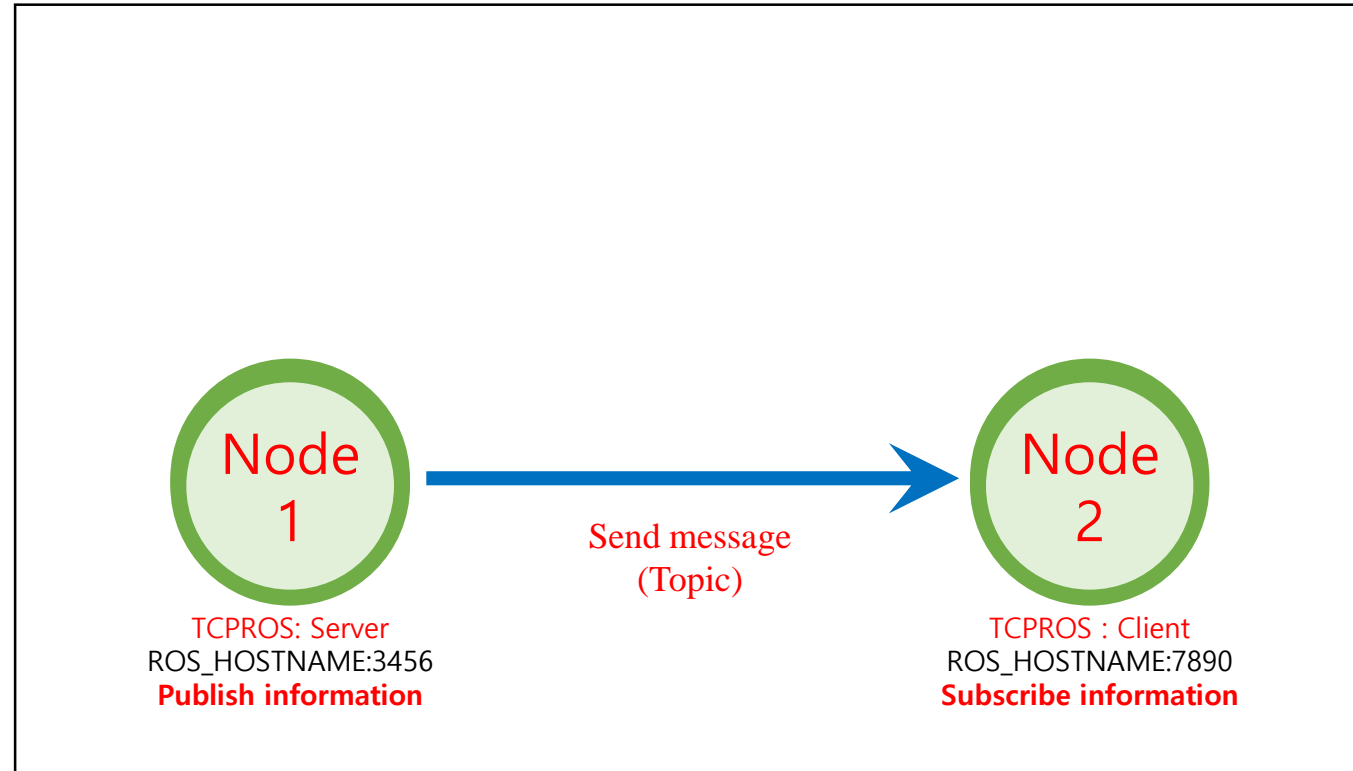 Node
1
Send message
(Topic)
Node
2
TCPROS: Server
ROS_HOSTNAME:3456
Publish information
TCPROS : Client
ROS_HOSTNAME:7890
Subscribe information